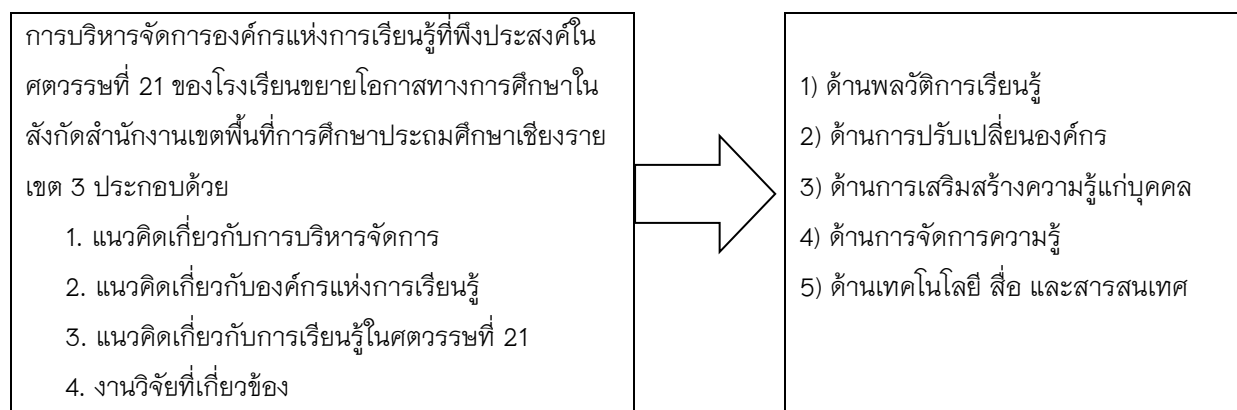 การบริหารจัดการองค์กรแห่งการเรียนรู้ที่พึงประสงค์ใน
ศตวรรษที่ 21 ของโรงเรียนขยายโอกาสทางการศึกษาใน
สังกัดสำนักงานเขตพื้นที่การศึกษาประถมศึกษาเชียงราย
เขต 3 ประกอบด้วย
1. แนวคิดเกี่ยวกับการบริหารจัดการ
2. แนวคิดเกี่ยวกับองค์กรแห่งการเรียนรู้
3. แนวคิดเกี่ยวกับการเรียนรู้ในศตวรรษที่ 21
4. งานวิจัยที่เกี่ยวข้อง
1) ด้านพลวัติการเรียนรู้
2) ด้านการปรับเปลี่ยนองค์กร
3) ด้านการเสริมสร้างความรู้แก่บุคคล
4) ด้านการจัดการความรู้
5) ด้านเทคโนโลยี สื่อ และสารสนเทศ